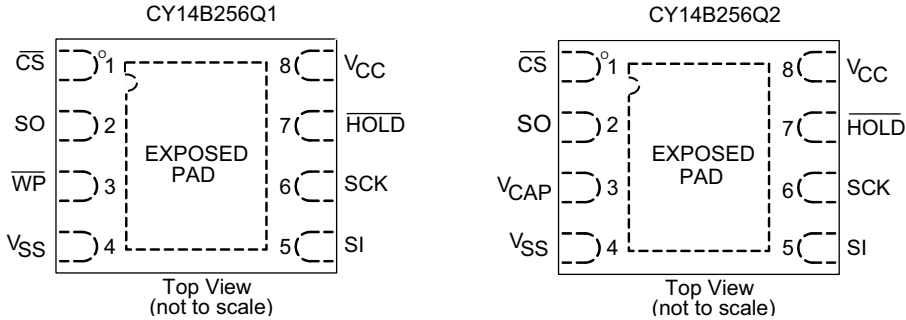 CY14B256Q1
CS 1 8 VCC
SO 2 7 HOLD
WP 3 6 SCK
VSS 4 5 SI
EXPOSED
PAD
Top View
(not to scale)
CY14B256Q2
CS 1 8 VCC
SO 2 7 HOLD
VCAP 3 6 SCK
VSS 4 5 SI
EXPOSED
PAD
Top View
(not to scale)